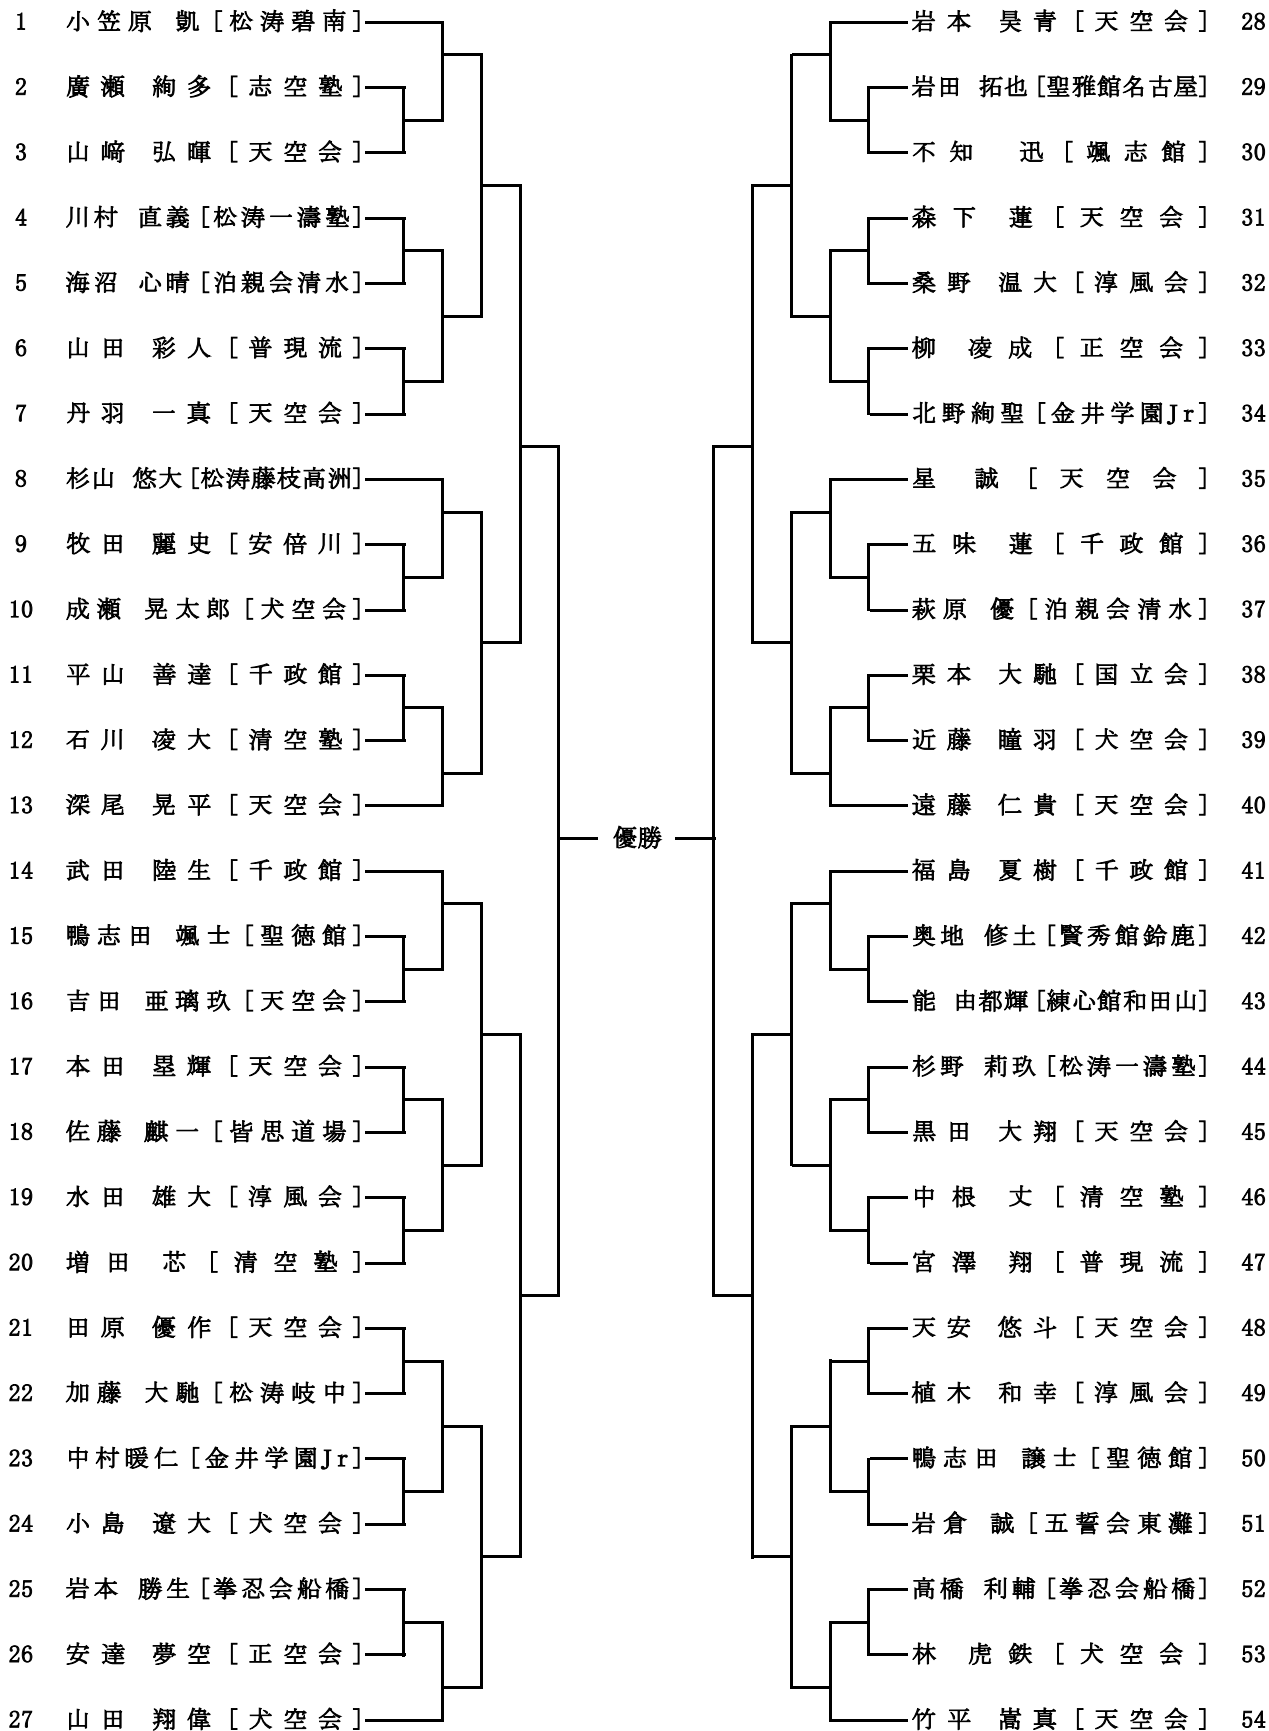 1 小笠原 凱 [松涛碧南]
2 廣瀬 絢多 [志空塾]
3 山﨑 弘暉 [天空会]
4 川村 直義 [松涛一濤塾]
5 海沼 心晴 [泊親会清水]
6 山田 彩人 [普現流]
7 丹羽 一真 [天空会]
8 杉山 悠大 [松涛藤枝高洲]
9 牧田 麗史 [安倍川]
10 成瀬 晃太郎 [犬空会]
11 平山 善達 [千政館]
12 石川 凌大 [清空塾]
13 深尾 晃平 [天空会]
14 武田 陸生 [千政館]
15 鴨志田 颯士 [聖徳館]
16 吉田 亜璃玖 [天空会]
17 本田 塁輝 [天空会]
18 佐藤 麒一 [皆思道場]
19 水田 雄大 [淳風会]
20 増田 芯 [清空塾]
21 田原 優作 [天空会]
22 加藤 大馳 [松涛岐中]
23 中村暖仁 [金井学園Jr]
24 小島 遼大 [犬空会]
25 岩本 勝生 [拳忍会船橋]
26 安達 夢空 [正空会]
27 山田 翔偉 [犬空会]
優勝
岩本 昊青 [天空会] 28
岩田 拓也 [聖雅館名古屋] 29
不知 迅 [颯志館] 30
森下 蓮 [天空会] 31
桑野 温大 [淳風会] 32
柳 凌成 [正空会] 33
北野絢聖 [金井学園Jr] 34
星 誠 [天空会] 35
五味 蓮 [千政館] 36
萩原 優 [泊親会清水] 37
栗本 大馳 [国立会] 38
近藤 瞳羽 [犬空会] 39
遠藤 仁貴 [天空会] 40
福島 夏樹 [千政館] 41
奥地 修土 [賢秀館鈴鹿] 42
能 由都輝 [練心館和田山] 43
杉野 莉玖 [松涛一濤塾] 44
黒田 大翔 [天空会] 45
中根 丈 [清空塾] 46
宮澤 翔 [普現流] 47
天安 悠斗 [天空会] 48
植木 和幸 [淳風会] 49
鴨志田 譲士 [聖徳館] 50
岩倉 誠 [五誓会東灘] 51
高橋 利輔 [拳忍会船橋] 52
林 虎鉄 [犬空会] 53
竹平 嵩真 [天空会] 54